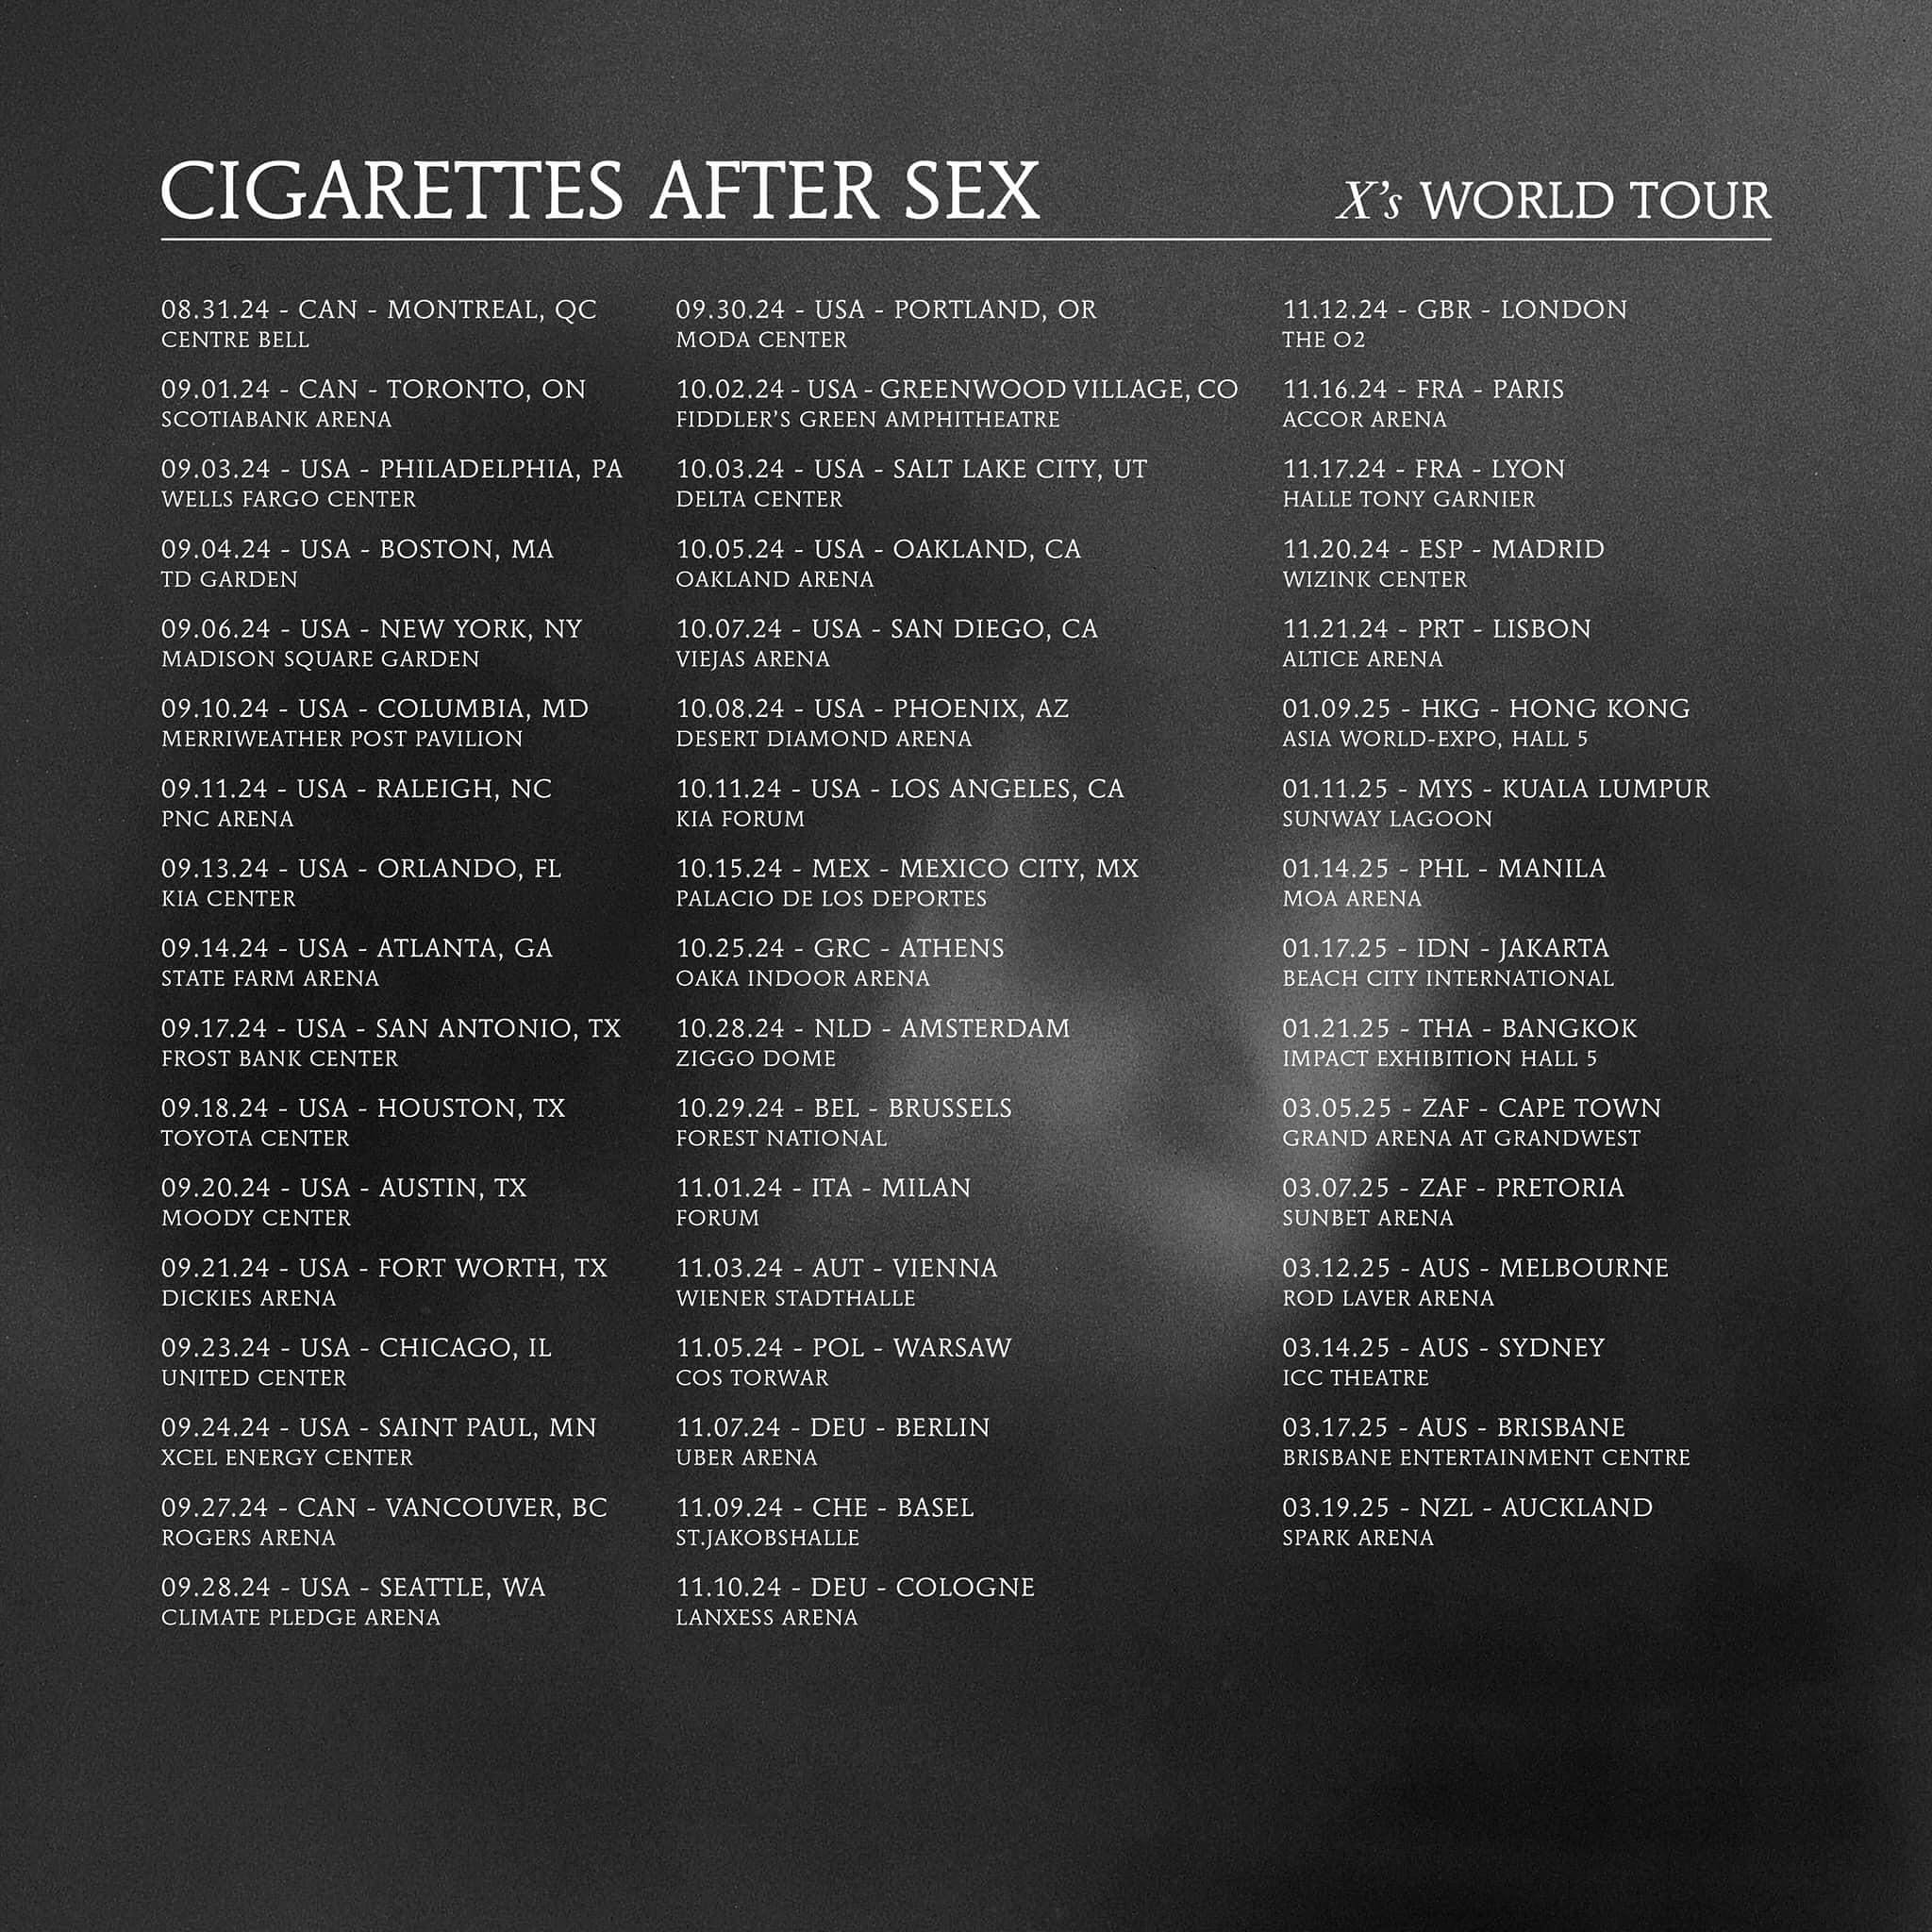 CIGARETTES AFTER SEX
X's WORLD TOUR
08.31.24 - CAN - MONTREAL, QC
CENTRE BELL
09.01.24 - CAN - TORONTO, ON
SCOTIABANK ARENA
09.03.24 - USA - PHILADELPHIA, PA
WELLS FARGO CENTER
09.04.24 - USA - BOSTON, MA
TD GARDEN
09.06.24 - USA - NEW YORK, NY
MADISON SQUARE GARDEN
09.10.24 - USA - COLUMBIA, MD
MERRIWEATHER POST PAVILION
09.11.24 - USA - RALEIGH, NC
PNC ARENA
09.13.24 - USA - ORLANDO, FL
KIA CENTER
09.14.24 - USA - ATLANTA, GA
STATE FARM ARENA
09.17.24 - USA - SAN ANTONIO, TX
FROST BANK CENTER
09.18.24 - USA - HOUSTON, TX
TOYOTA CENTER
09.20.24 - USA - AUSTIN, TX
MOODY CENTER
09.21.24 - USA - FORT WORTH, TX
DICKIES ARENA
09.23.24 - USA - CHICAGO, IL
UNITED CENTER
09.24.24 - USA - SAINT PAUL, MN
XCEL ENERGY CENTER
09.27.24 - CAN - VANCOUVER, BC
ROGERS ARENA
09.28.24 - USA - SEATTLE, WA
CLIMATE PLEDGE ARENA
09.30.24 - USA - PORTLAND, OR
MODA CENTER
10.02.24 - USA - GREENWOOD VILLAGE, CO
FIDDLER'S GREEN AMPHITHEATRE
10.03.24 - USA - SALT LAKE CITY, UT
DELTA CENTER
10.05.24 - USA - OAKLAND, CA
OAKLAND ARENA
10.07.24 - USA - SAN DIEGO, CA
VIEJAS ARENA
10.08.24 - USA - PHOENIX, AZ
DESERT DIAMOND ARENA
10.11.24 - USA - LOS ANGELES, CA
KIA FORUM
10.15.24 - MEX - MEXICO CITY, MX
PALACIO DE LOS DEPORTES
10.25.24 - GRC - ATHENS
OAKA INDOOR ARENA
10.28.24 - NLD - AMSTERDAM
ZIGGO DOME
10.29.24 - BEL - BRUSSELS
FOREST NATIONAL
11.01.24 - ITA - MILAN
FORUM
11.03.24 - AUT - VIENNA
WIENER STADTHALLE
11.05.24 - POL - WARSAW
COS TORWAR
11.07.24 - DEU - BERLIN
UBER ARENA
11.09.24 - CHE - BASEL
ST.JAKOBSHALLE
11.10.24 - DEU - COLOGNE
LANXESS ARENA
11.12.24 - GBR - LONDON
THE O2
11.16.24 - FRA - PARIS
ACCOR ARENA
11.17.24 - FRA - LYON
HALLE TONY GARNIER
11.20.24 - ESP - MADRID
WIZINK CENTER
11.21.24 - PRT - LISBON
ALTICE ARENA
01.09.25 - HKG - HONG KONG
ASIA WORLD-EXPO, HALL 5
01.11.25 - MYS - KUALA LUMPUR
SUNWAY LAGOON
01.14.25 - PHL - MANILA
MOA ARENA
01.17.25 - IDN - JAKARTA
BEACH CITY INTERNATIONAL
01.21.25 - THA - BANGKOK
IMPACT EXHIBITION HALL 5
03.05.25 - ZAF - CAPE TOWN
GRAND ARENA AT GRANDWEST
03.07.25 - ZAF - PRETORIA
SUNBET ARENA
03.12.25 - AUS - MELBOURNE
ROD LAVER ARENA
03.14.25 - AUS - SYDNEY
ICC THEATRE
03.17.25 - AUS - BRISBANE
BRISBANE ENTERTAINMENT CENTRE
03.19.25 - NZL - AUCKLAND
SPARK ARENA